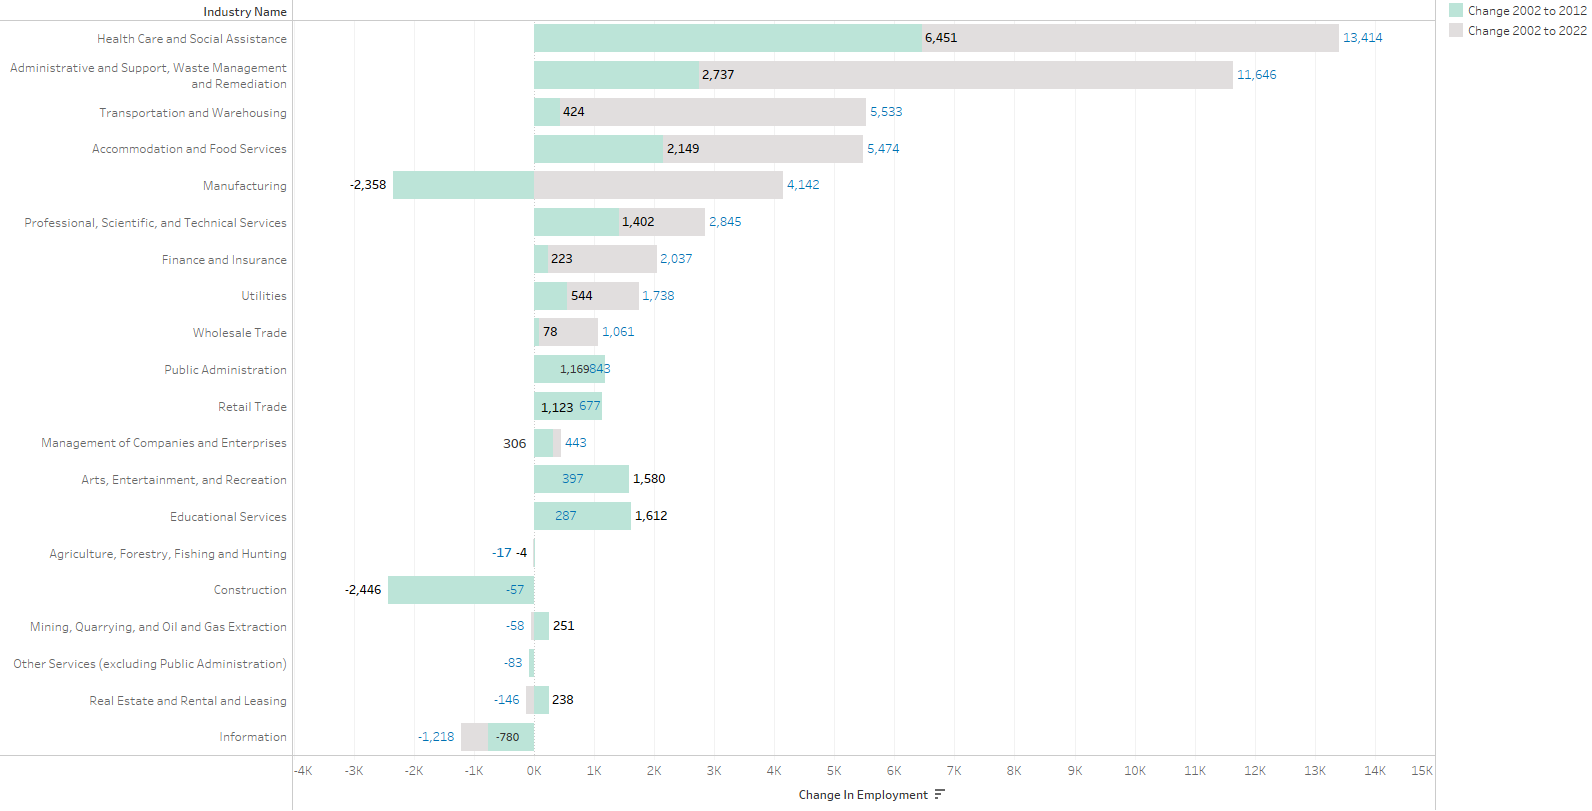 Industry Name
Change 2002 to 2012
Change 2002 to 2022
Health Care and Social Assistance 6,451 13,414
Administrative and Support, Waste Management
and Remediation 2,737 11,646
Transportation and Warehousing 424 5,533
Accommodation and Food Services 2,149 5,474
Manufacturing -2,358 4,142
Professional, Scientific, and Technical Services 1,402 2,845
Finance and Insurance 223 2,037
Utilities 544 1,738
Wholesale Trade 78 1,061
Public Administration 1,169 843
Retail Trade 1,123 677
Management of Companies and Enterprises 306 443
Arts, Entertainment, and Recreation 397 1,580
Educational Services 287 1,612
Agriculture, Forestry, Fishing and Hunting -17 -4
Construction -2,446 -57
Mining, Quarrying, and Oil and Gas Extraction -58 251
Other Services (excluding Public Administration) -83
Real Estate and Rental and Leasing -146 238
Information -1,218 -780
-4K -3K -2K -1K 0K 1K 2K 3K 4K 5K 6K 7K 8K 9K 10K 11K 12K 13K 14K 15K
Change In Employment